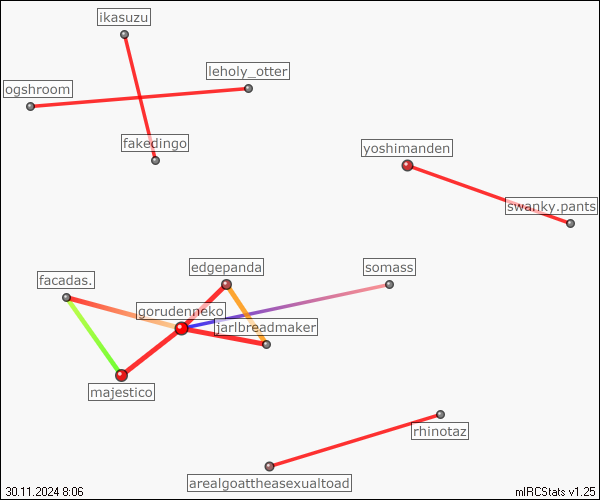 ikasuzu
leholy_otter
ogshroom
fakedingo
yoshimanden
swanky.pants
edgepanda
somass
facadas.
gorudenneko
jarlbreadmaker
majestico
rhinotaz
arealgoattheasexualtoad
30.11.2024 8:06
mIRCStats v1.25